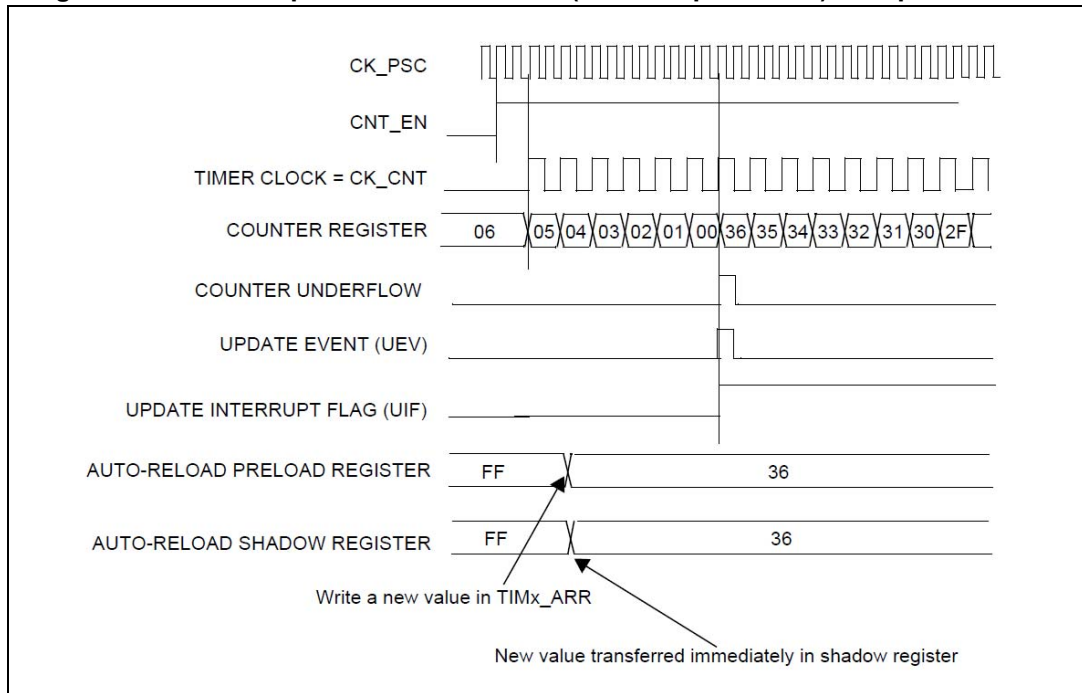 CK_PSC
CNT_EN
TIMER CLOCK = CK_CNT
COUNTER REGISTER 06 05 04 03 02 01 00 36 35 34 33 32 31 30 2F
COUNTER UNDERFLOW
UPDATE EVENT (UEV)
UPDATE INTERRUPT FLAG (UIF)
AUTO-RELOAD PRELOAD REGISTER FF 36
AUTO-RELOAD SHADOW REGISTER FF 36
Write a new value in TIMx_ARR
New value transferred immediately in shadow register